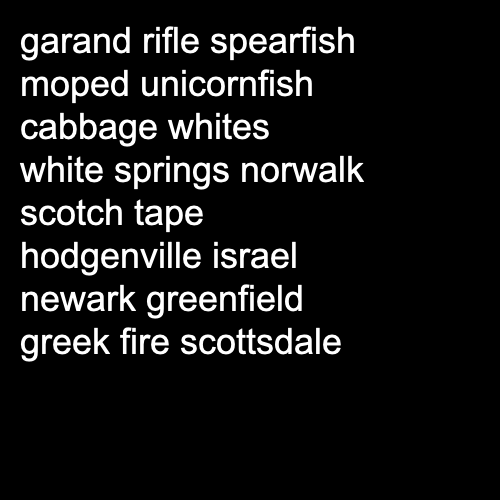 garand rifle spearfish
moped unicornfish
cabbage whites
white springs norwalk
scotch tape
hodgenville israel
newark greenfield
greek fire scottsdale